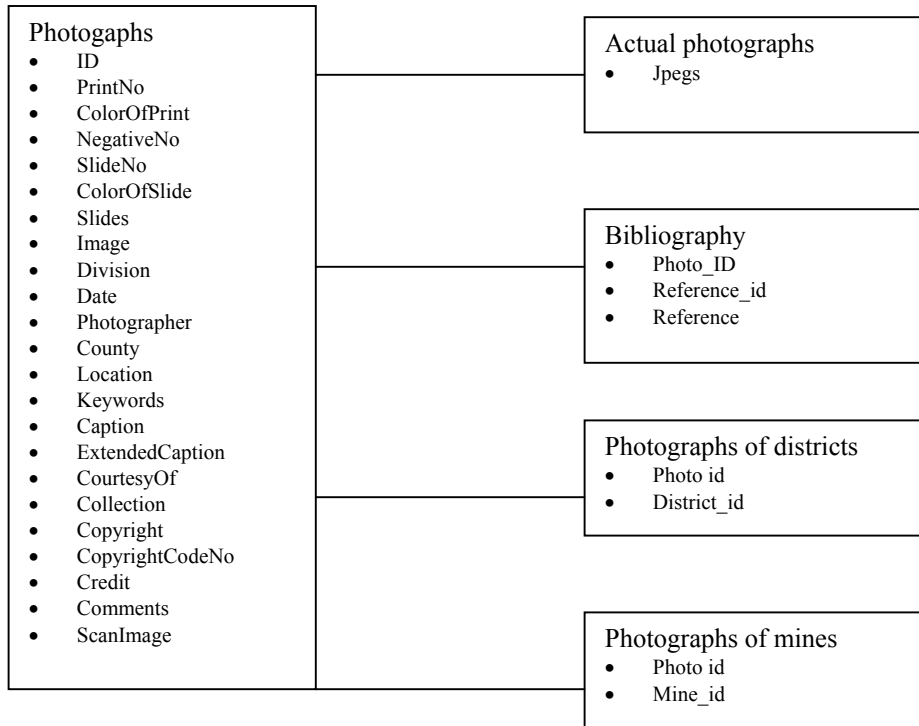 Photogaphs
• ID
• PrintNo
• ColorOfPrint
• NegativeNo
• SlideNo
• ColorOfSlide
• Slides
• Image
• Division
• Date
• Photographer
• County
• Location
• Keywords
• Caption
• ExtendedCaption
• CourtesyOf
• Collection
• Copyright
• CopyrightCodeNo
• Credit
• Comments
• ScanImage
Actual photographs
• Jpegs
Bibliography
• Photo_ID
• Reference_id
• Reference
Photographs of districts
• Photo id
• District_id
Photographs of mines
• Photo id
• Mine_id